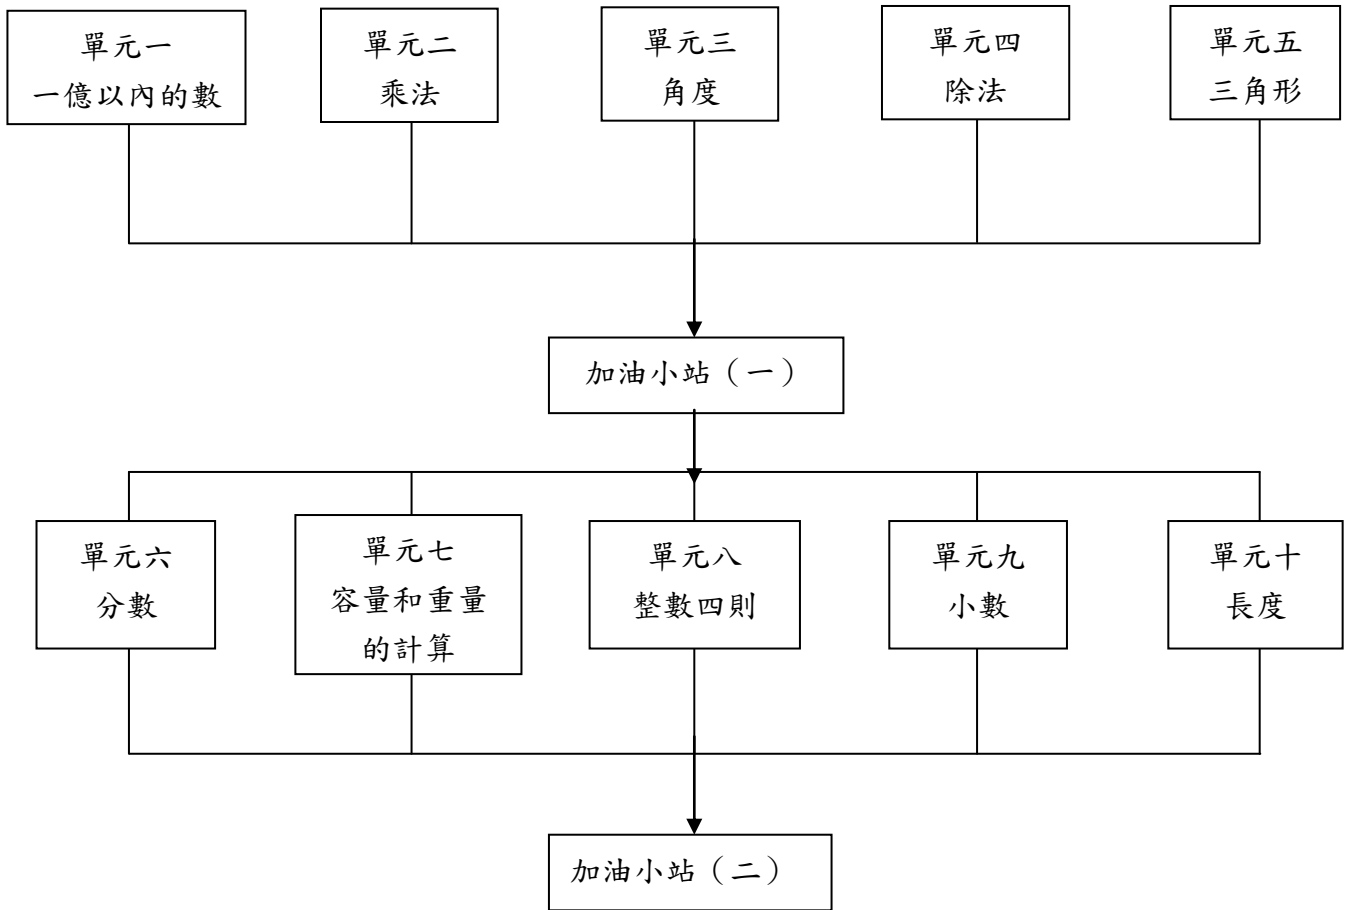 單元一
一億以內的數
單元二
乘法
單元三
角度
單元四
除法
單元五
三角形
加油小站（一）
單元六
分數
單元七
容量和重量
的計算
單元八
整數四則
單元九
小數
單元十
長度
加油小站（二）